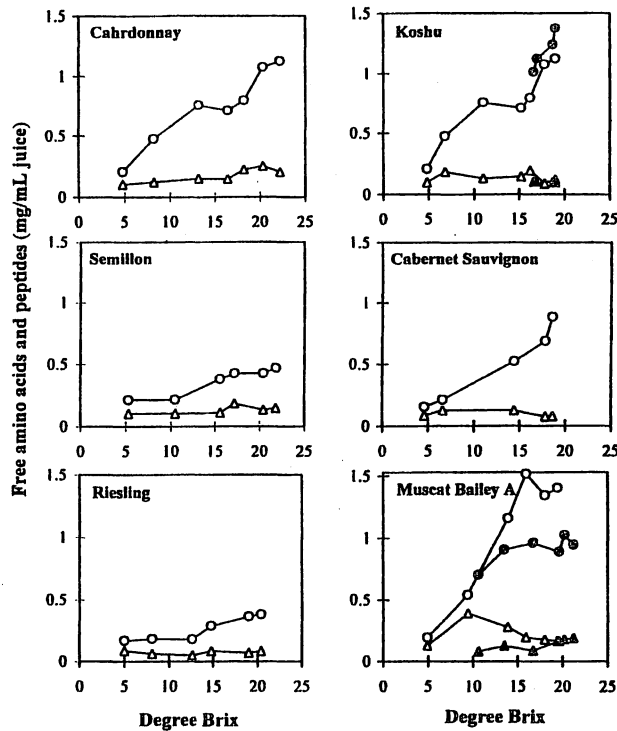 Free amino acids and peptides (mg/mL juice)
Cahrdonnay
1.5
1
0.5
0
0 5 10 15 20 25
Koshu
1.5
1
0.5
0
0 5 10 15 20 25
Semillon
1.5
1
0.5
0
0 5 10 15 20 25
Cabernet Sauvignon
1.5
1
0.5
0
0 5 10 15 20 25
Riesling
1.5
1
0.5
0
0 5 10 15 20 25
Degree Brix
Muscat Bailey A
1.5
1
0.5
0
0 5 10 15 20 25
Degree Brix